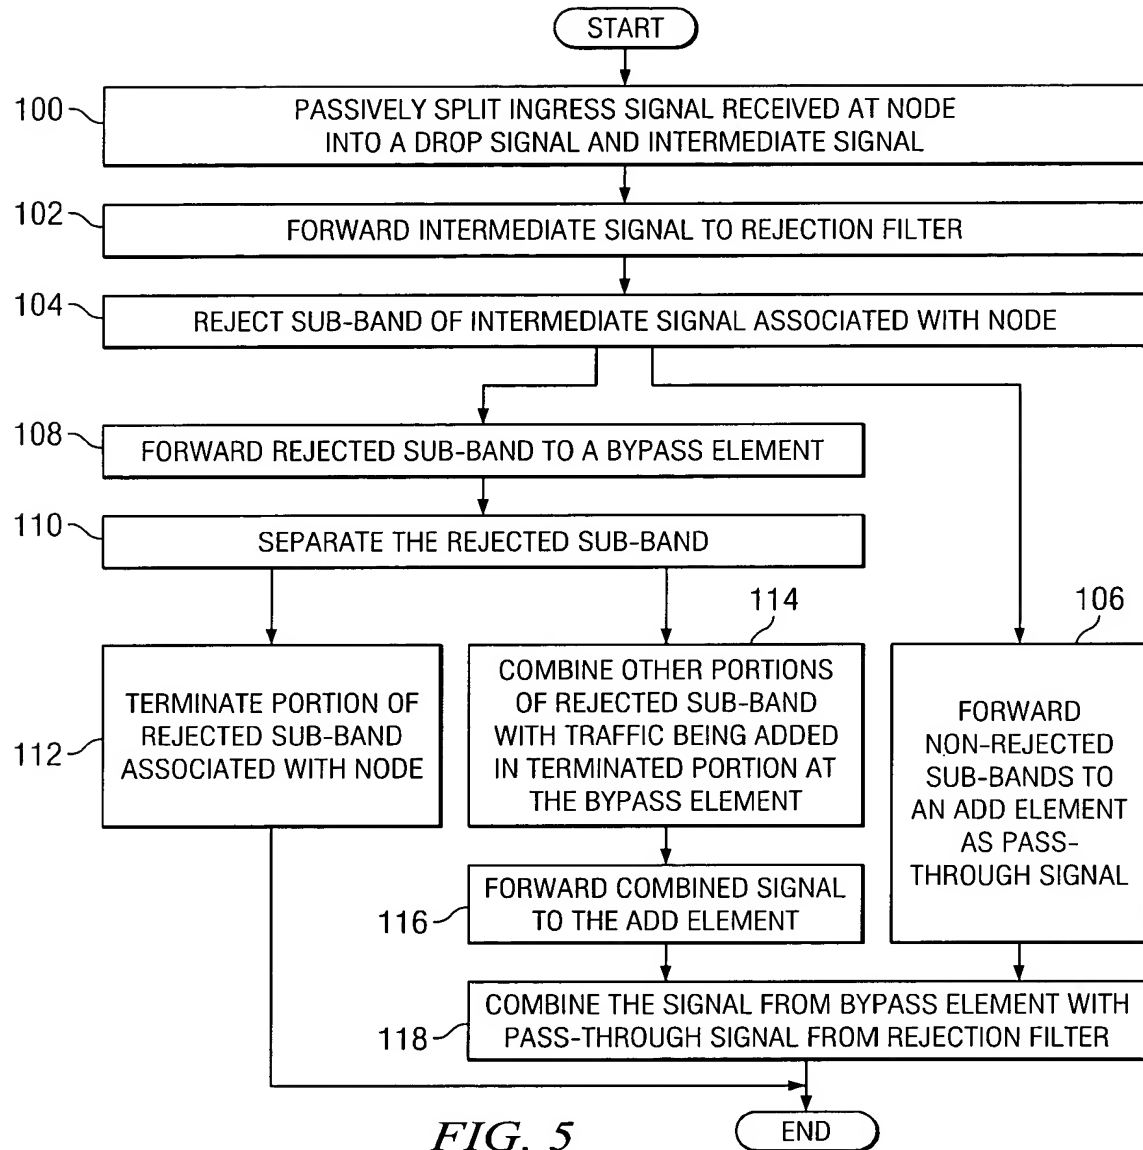 START
100
PASSIVELY SPLIT INGRESS SIGNAL RECEIVED AT NODE
INTO A DROP SIGNAL AND INTERMEDIATE SIGNAL
102
FORWARD INTERMEDIATE SIGNAL TO REJECTION FILTER
104
REJECT SUB-BAND OF INTERMEDIATE SIGNAL ASSOCIATED WITH NODE
108
FORWARD REJECTED SUB-BAND TO A BYPASS ELEMENT
110
SEPARATE THE REJECTED SUB-BAND
112
TERMINATE PORTION OF
REJECTED SUB-BAND
ASSOCIATED WITH NODE
114
COMBINE OTHER PORTIONS
OF REJECTED SUB-BAND
WITH TRAFFIC BEING ADDED
IN TERMINATED PORTION AT
THE BYPASS ELEMENT
106
FORWARD
NON-REJECTED
SUB-BANDS TO
AN ADD ELEMENT
AS PASS-
THROUGH SIGNAL
116
FORWARD COMBINED SIGNAL
TO THE ADD ELEMENT
118
COMBINE THE SIGNAL FROM BYPASS ELEMENT WITH
PASS-THROUGH SIGNAL FROM REJECTION FILTER
END
FIG. 5